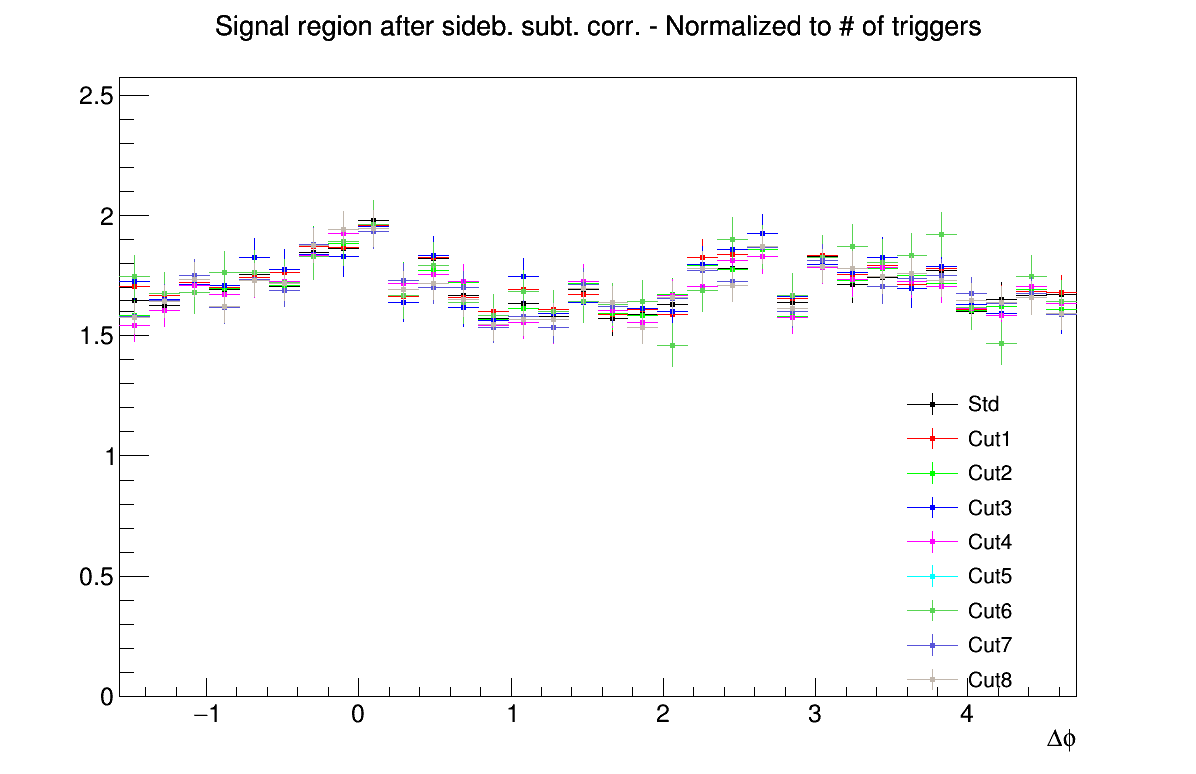 Signal region after sideb. subt. corr. - Normalized to # of triggers
2.5
2
1.5
1
0.5
0
Std
Cut1
Cut2
Cut3
Cut4
Cut5
Cut6
Cut7
Cut8
−1 0 1 2 3 4
Δϕ